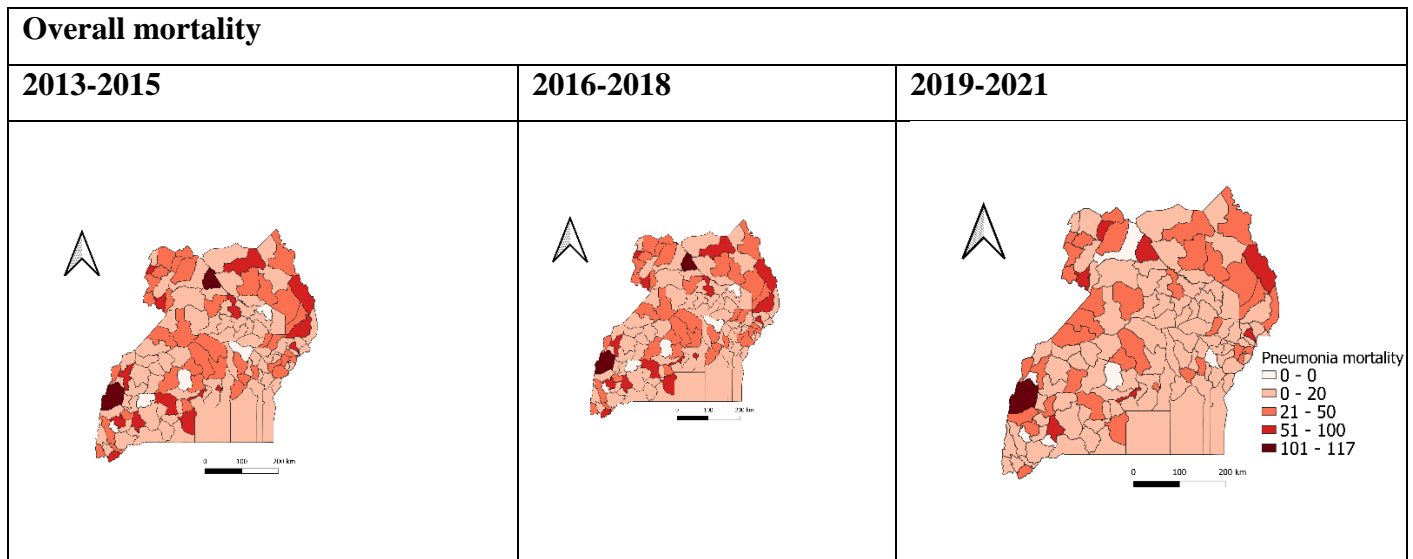 Overall mortality
2013-2015
2016-2018
2019-2021
0 100 200 km
0 100 200 km
Pneumonia mortality
0 - 0
0 - 20
21 - 50
51 - 100
101 - 117
0 100 200 km